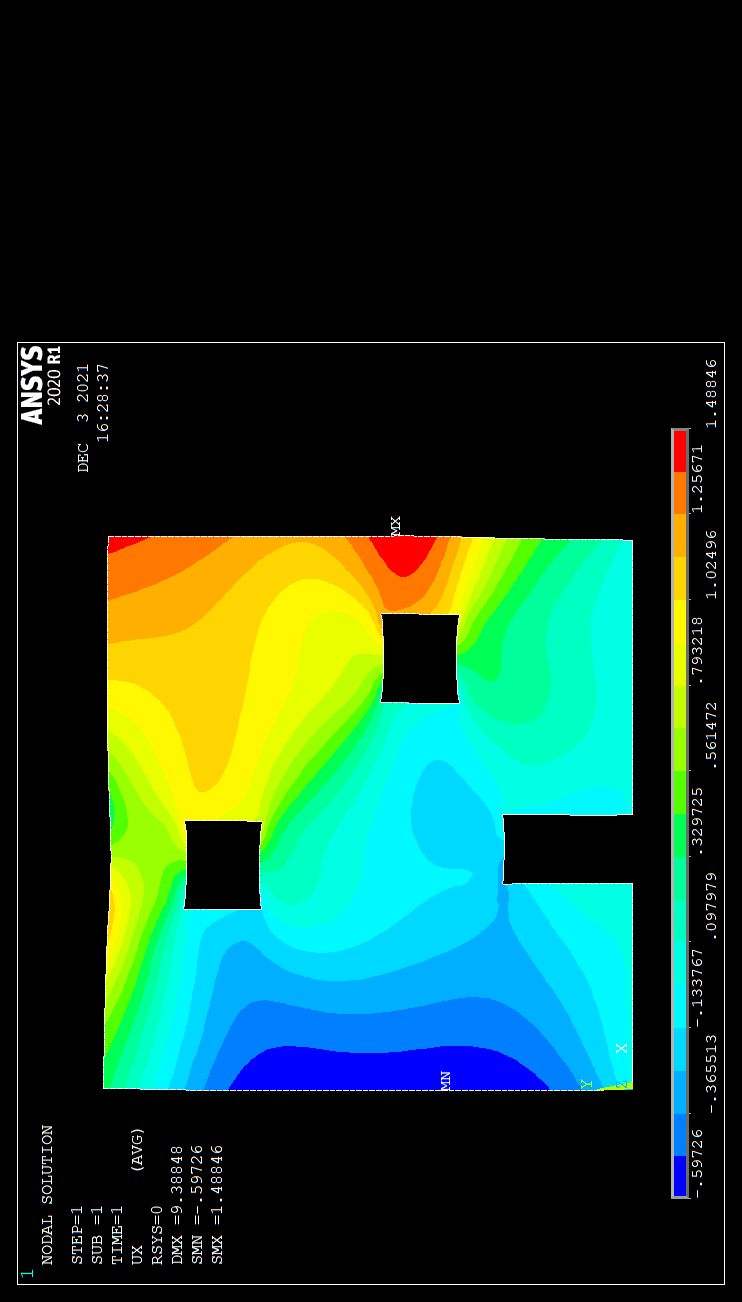 1
NODAL SOLUTION
STEP=1
SUB =1
TIME=1
UX (AVG)
RSYS=0
DMX =9.38848
SMN =-.59726
SMX =1.48846
ANSYS
2020 R1
DEC 3 2021
16:28:37
MX
MN
Y
Z X
-.59726 -.365513 -.133767 .097979 .329725 .561472 .793218 1.02496 1.25671 1.48846